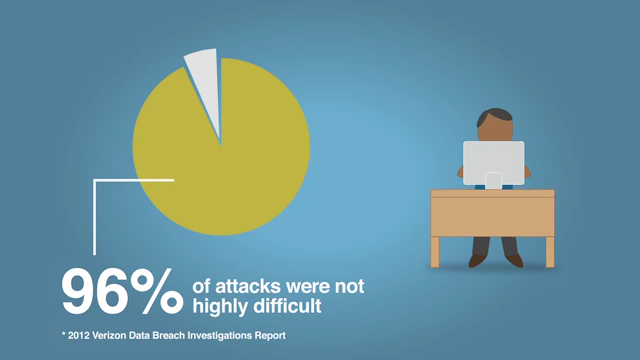 96% of attacks were not
highly difficult
* 2012 Verizon Data Breach Investigations Report